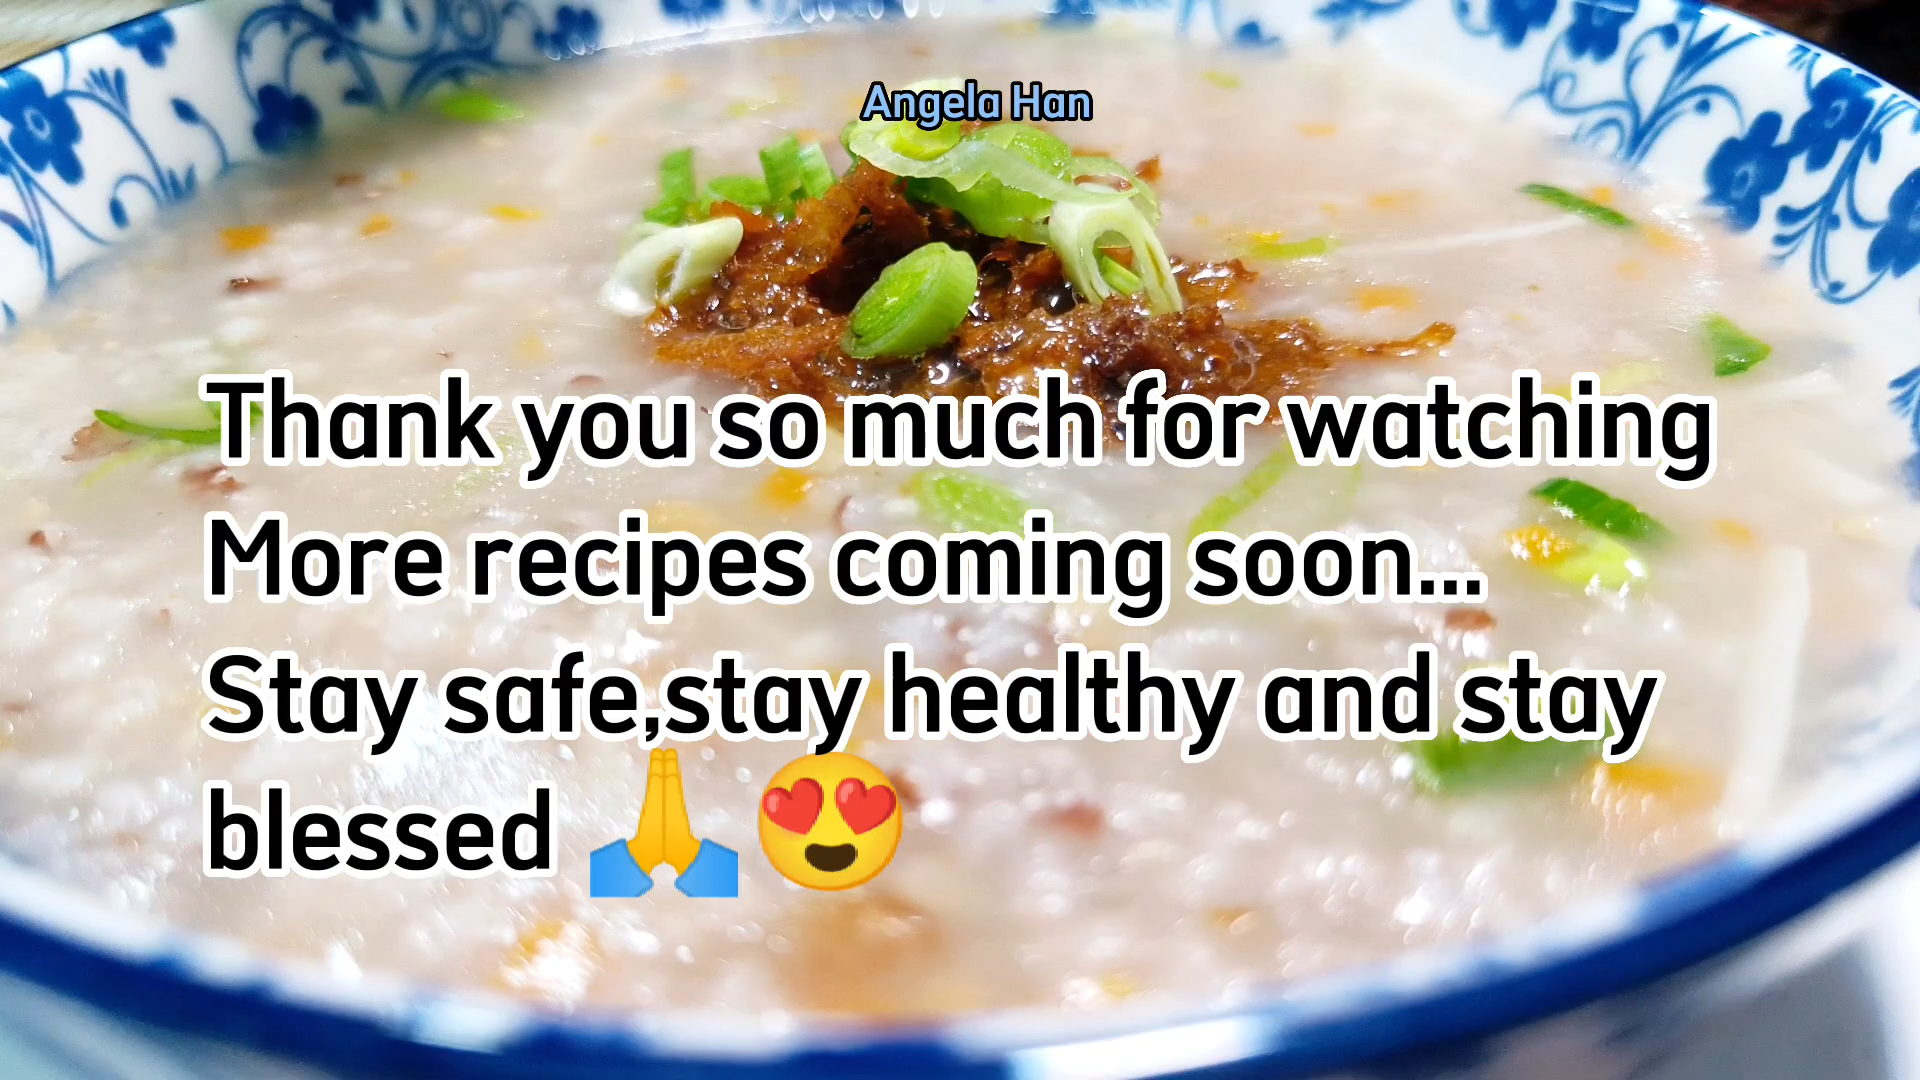 Angela Han
Thank you so much for watching
More recipes coming soon...
Stay safe,stay healthy and stay
blessed 🙏😍